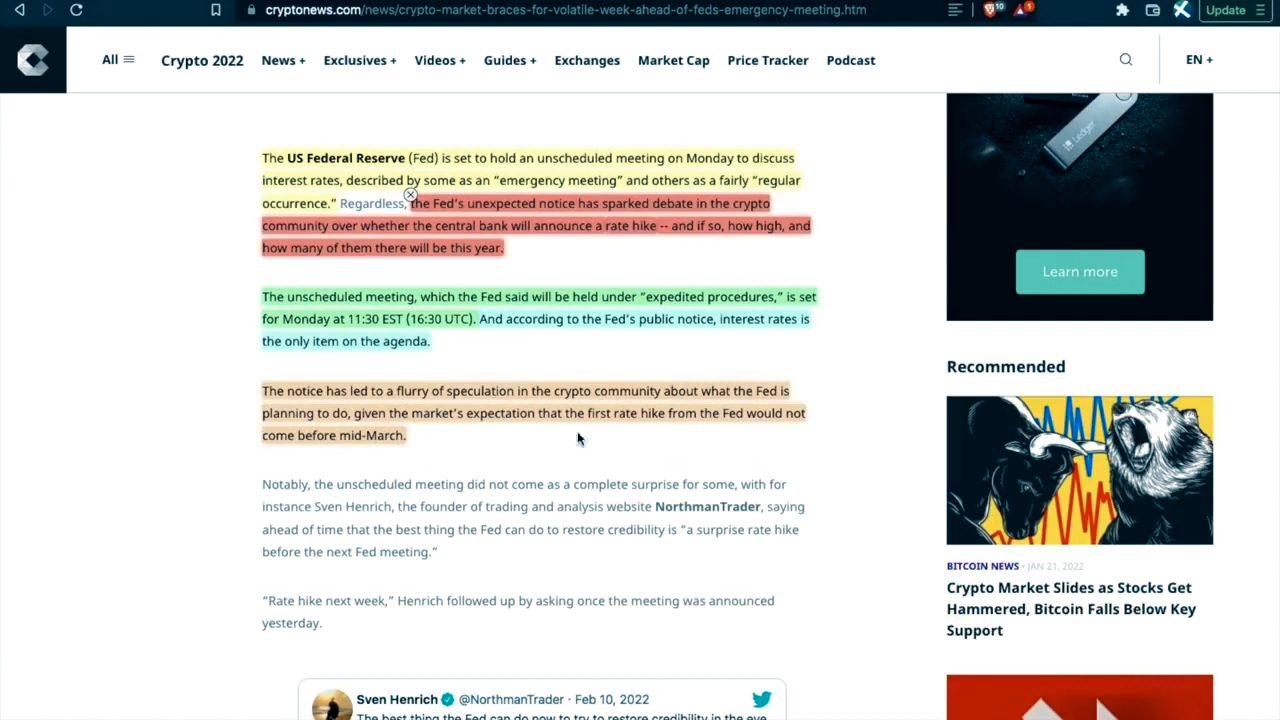 cryptonews.com/news/crypto-market-braces-for-volatile-week-ahead-of-feds-emergency-meeting.htm
10
1
Update
All
Crypto 2022
News +
Exclusives +
Videos +
Guides +
Exchanges
Market Cap
Price Tracker
Podcast
EN +
The US Federal Reserve (Fed) is set to hold an unscheduled meeting on Monday to discuss
interest rates, described by some as an “emergency meeting” and others as a fairly “regular
occurrence.” Regardless, the Fed’s unexpected notice has sparked debate in the crypto
community over whether the central bank will announce a rate hike -- and if so, how high, and
how many of them there will be this year.
The unscheduled meeting, which the Fed said will be held under “expedited procedures,” is set
for Monday at 11:30 EST (16:30 UTC). And according to the Fed’s public notice, interest rates is
the only item on the agenda.
The notice has led to a flurry of speculation in the crypto community about what the Fed is
planning to do, given the market’s expectation that the first rate hike from the Fed would not
come before mid-March.
Notably, the unscheduled meeting did not come as a complete surprise for some, with for
instance Sven Henrich, the founder of trading and analysis website NorthmanTrader, saying
ahead of time that the best thing the Fed can do to restore credibility is “a surprise rate hike
before the next Fed meeting.”
“Rate hike next week,” Henrich followed up by asking once the meeting was announced
yesterday.
Sven Henrich @NorthmanTrader · Feb 10, 2022
The best thing the Fed can do now to try to restore credibility in the eye
Ledger
Learn more
Recommended
BITCOIN NEWS · JAN 21, 2022
Crypto Market Slides as Stocks Get
Hammered, Bitcoin Falls Below Key
Support